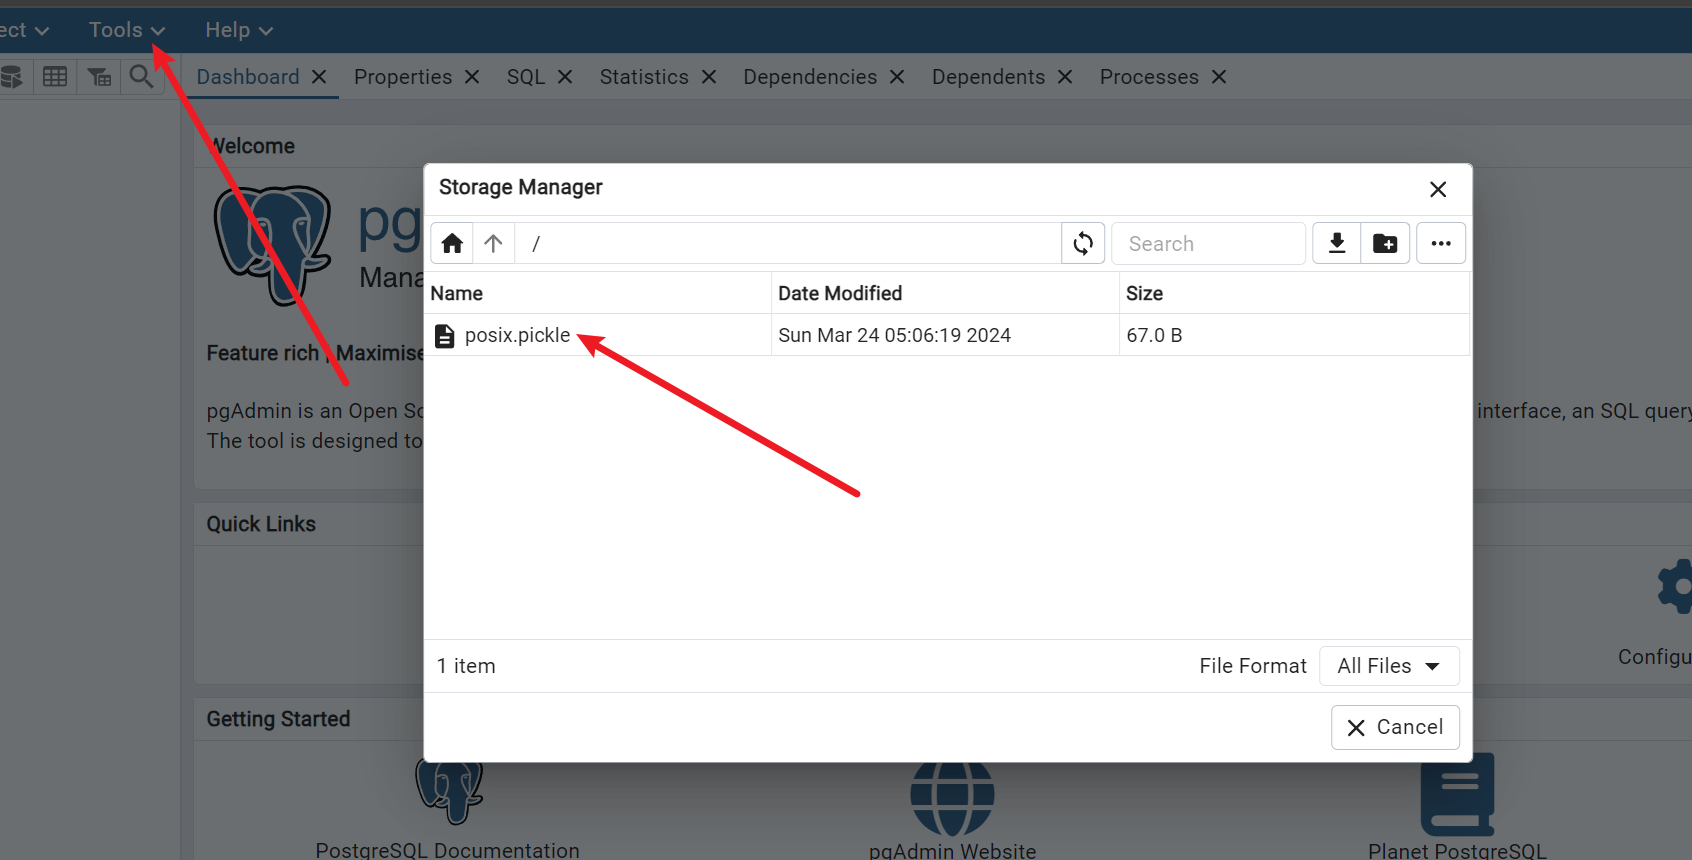 ect Tools Help
Dashboard Properties SQL Statistics Dependencies Dependents Processes
Welcome
pg
Mana
Feature rich | Maximise
pgAdmin is an Open So
interface, an SQL query
The tool is designed to
Storage Manager
/ Search
Name Date Modified Size
posix.pickle Sun Mar 24 05:06:19 2024 67.0 B
1 item File Format All Files
Cancel
Quick Links
Configu
Getting Started
PostgreSQL Documentation pgAdmin Website Planet PostgreSQL